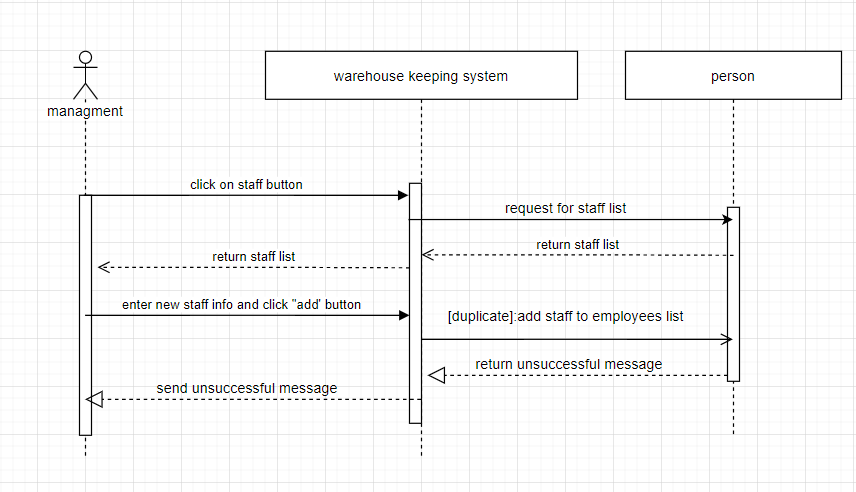 warehouse keeping system
person
managment
click on staff button
request for staff list
return staff list
return staff list
enter new staff info and click "add' button
[duplicate]:add staff to employees list
return unsuccessful message
send unsuccessful message